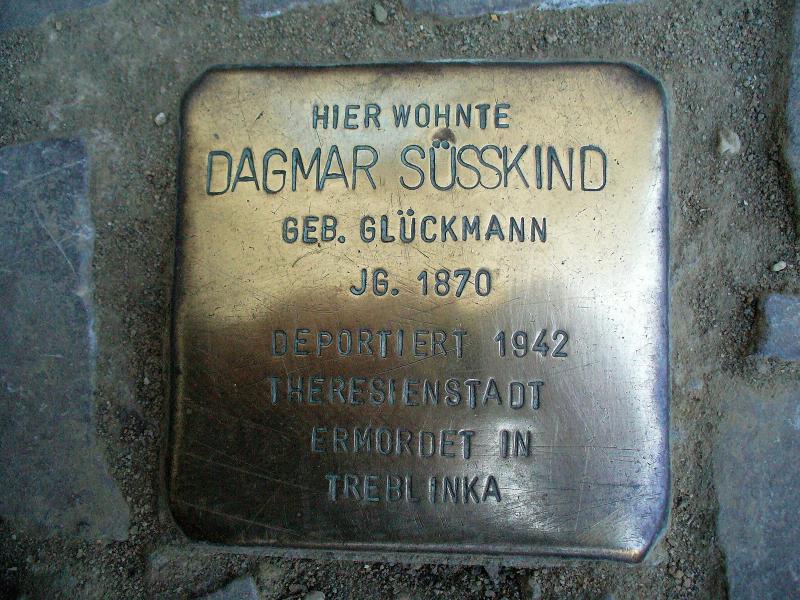 HIER WOHNTE
DAGMAR SÜSSKIND
GEB. GLÜCKMANN
JG. 1870
DEPORTIERT 1942
THERESIENSTADT
ERMORDET IN
TREBLINKA